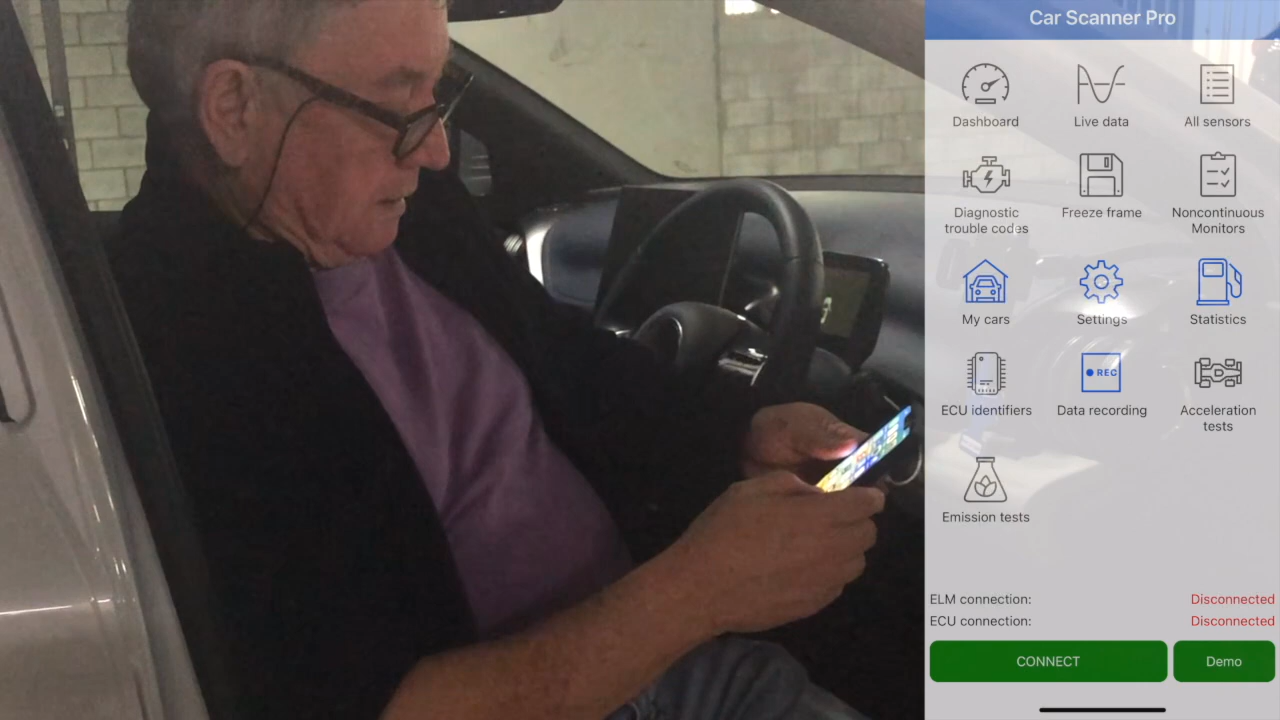 Car Scanner Pro
Dashboard
Live data
All sensors
Diagnostic
trouble codes
Freeze frame
Noncontinuous
Monitors
My cars
Settings
Statistics
ECU identifiers
REC
Data recording
Acceleration
tests
Emission tests
ELM connection: Disconnected
ECU connection: Disconnected
CONNECT
Demo